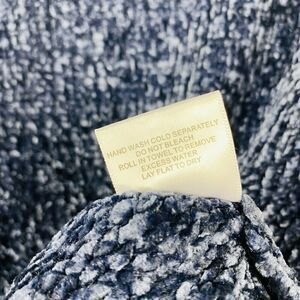 HAND WASH COLD SEPARATELY
DO NOT BLEACH
ROLL IN TOWEL TO REMOVE
EXCESS WATER
LAY FLAT TO DRY